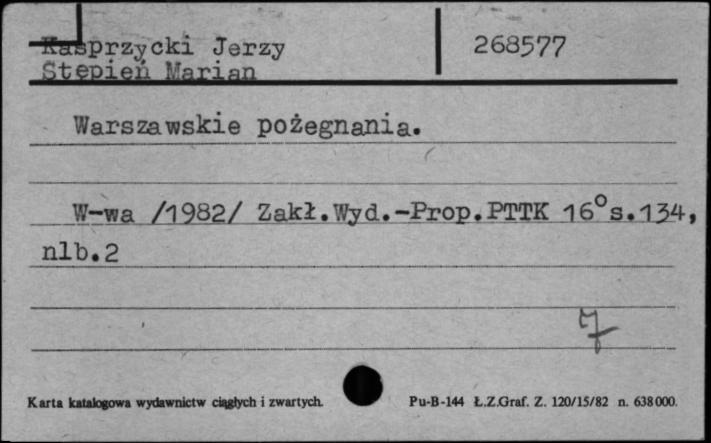 Kasprzycki Jerzy
268577
Stępień Marian
Warszawskie pożegnania.
W-wa /1982/ Zakł.Wyd.-Prop.PTTK 16° s.134,
nlb.2
Karta katalogowa wydawnictw ciągłych i zwartych.
Pu-B-144 Ł.Z.Graf. Z. 120/15/82 n. 638000.